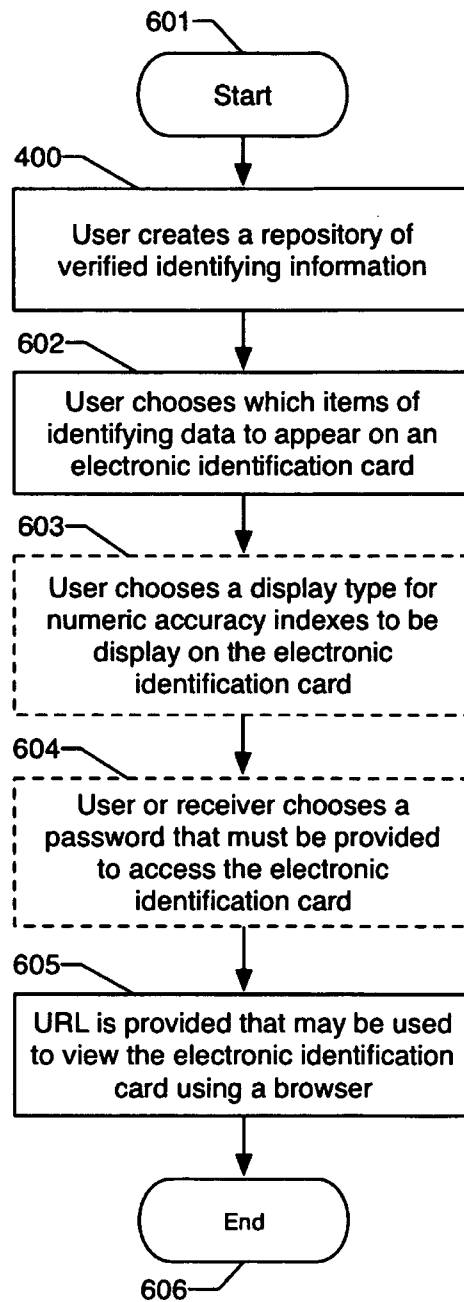 601
Start
400
User creates a repository of
verified identifying information
602
User chooses which items of
identifying data to appear on an
electronic identification card
603
User chooses a display type for
numeric accuracy indexes to be
display on the electronic
identification card
604
User or receiver chooses a
password that must be provided
to access the electronic
identification card
605
URL is provided that may be used
to view the electronic identification
card using a browser
End
606